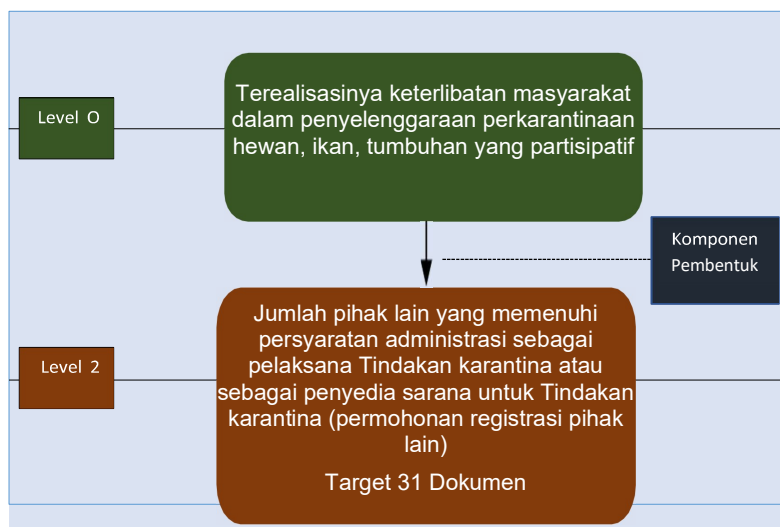 Level O
Terealisasinya keterlibatan masyarakat
dalam penyelenggaraan perkarantinaan
hewan, ikan, tumbuhan yang partisipatif
Komponen
Pembentuk
Level 2
Jumlah pihak lain yang memenuhi
persyaratan administrasi sebagai
pelaksana Tindakan karantina atau
sebagai penyedia sarana untuk Tindakan
karantina (permohonan registrasi pihak
lain)
Target 31 Dokumen